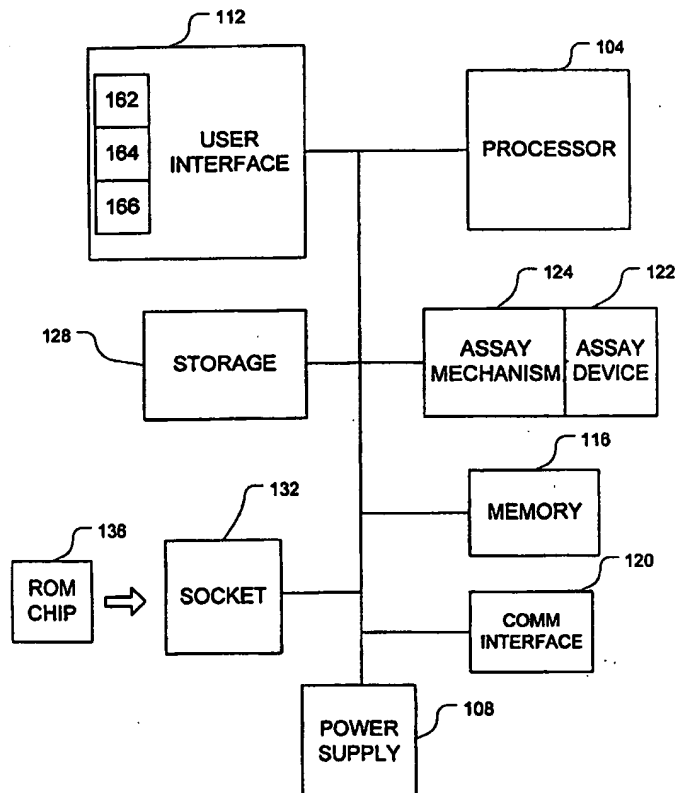 112
104
162
164
166
USER
INTERFACE
PROCESSOR
124
122
128
STORAGE
ASSAY
MECHANISM
ASSAY
DEVICE
116
132
MEMORY
136
ROM
CHIP
SOCKET
120
COMM
INTERFACE
108
POWER
SUPPLY